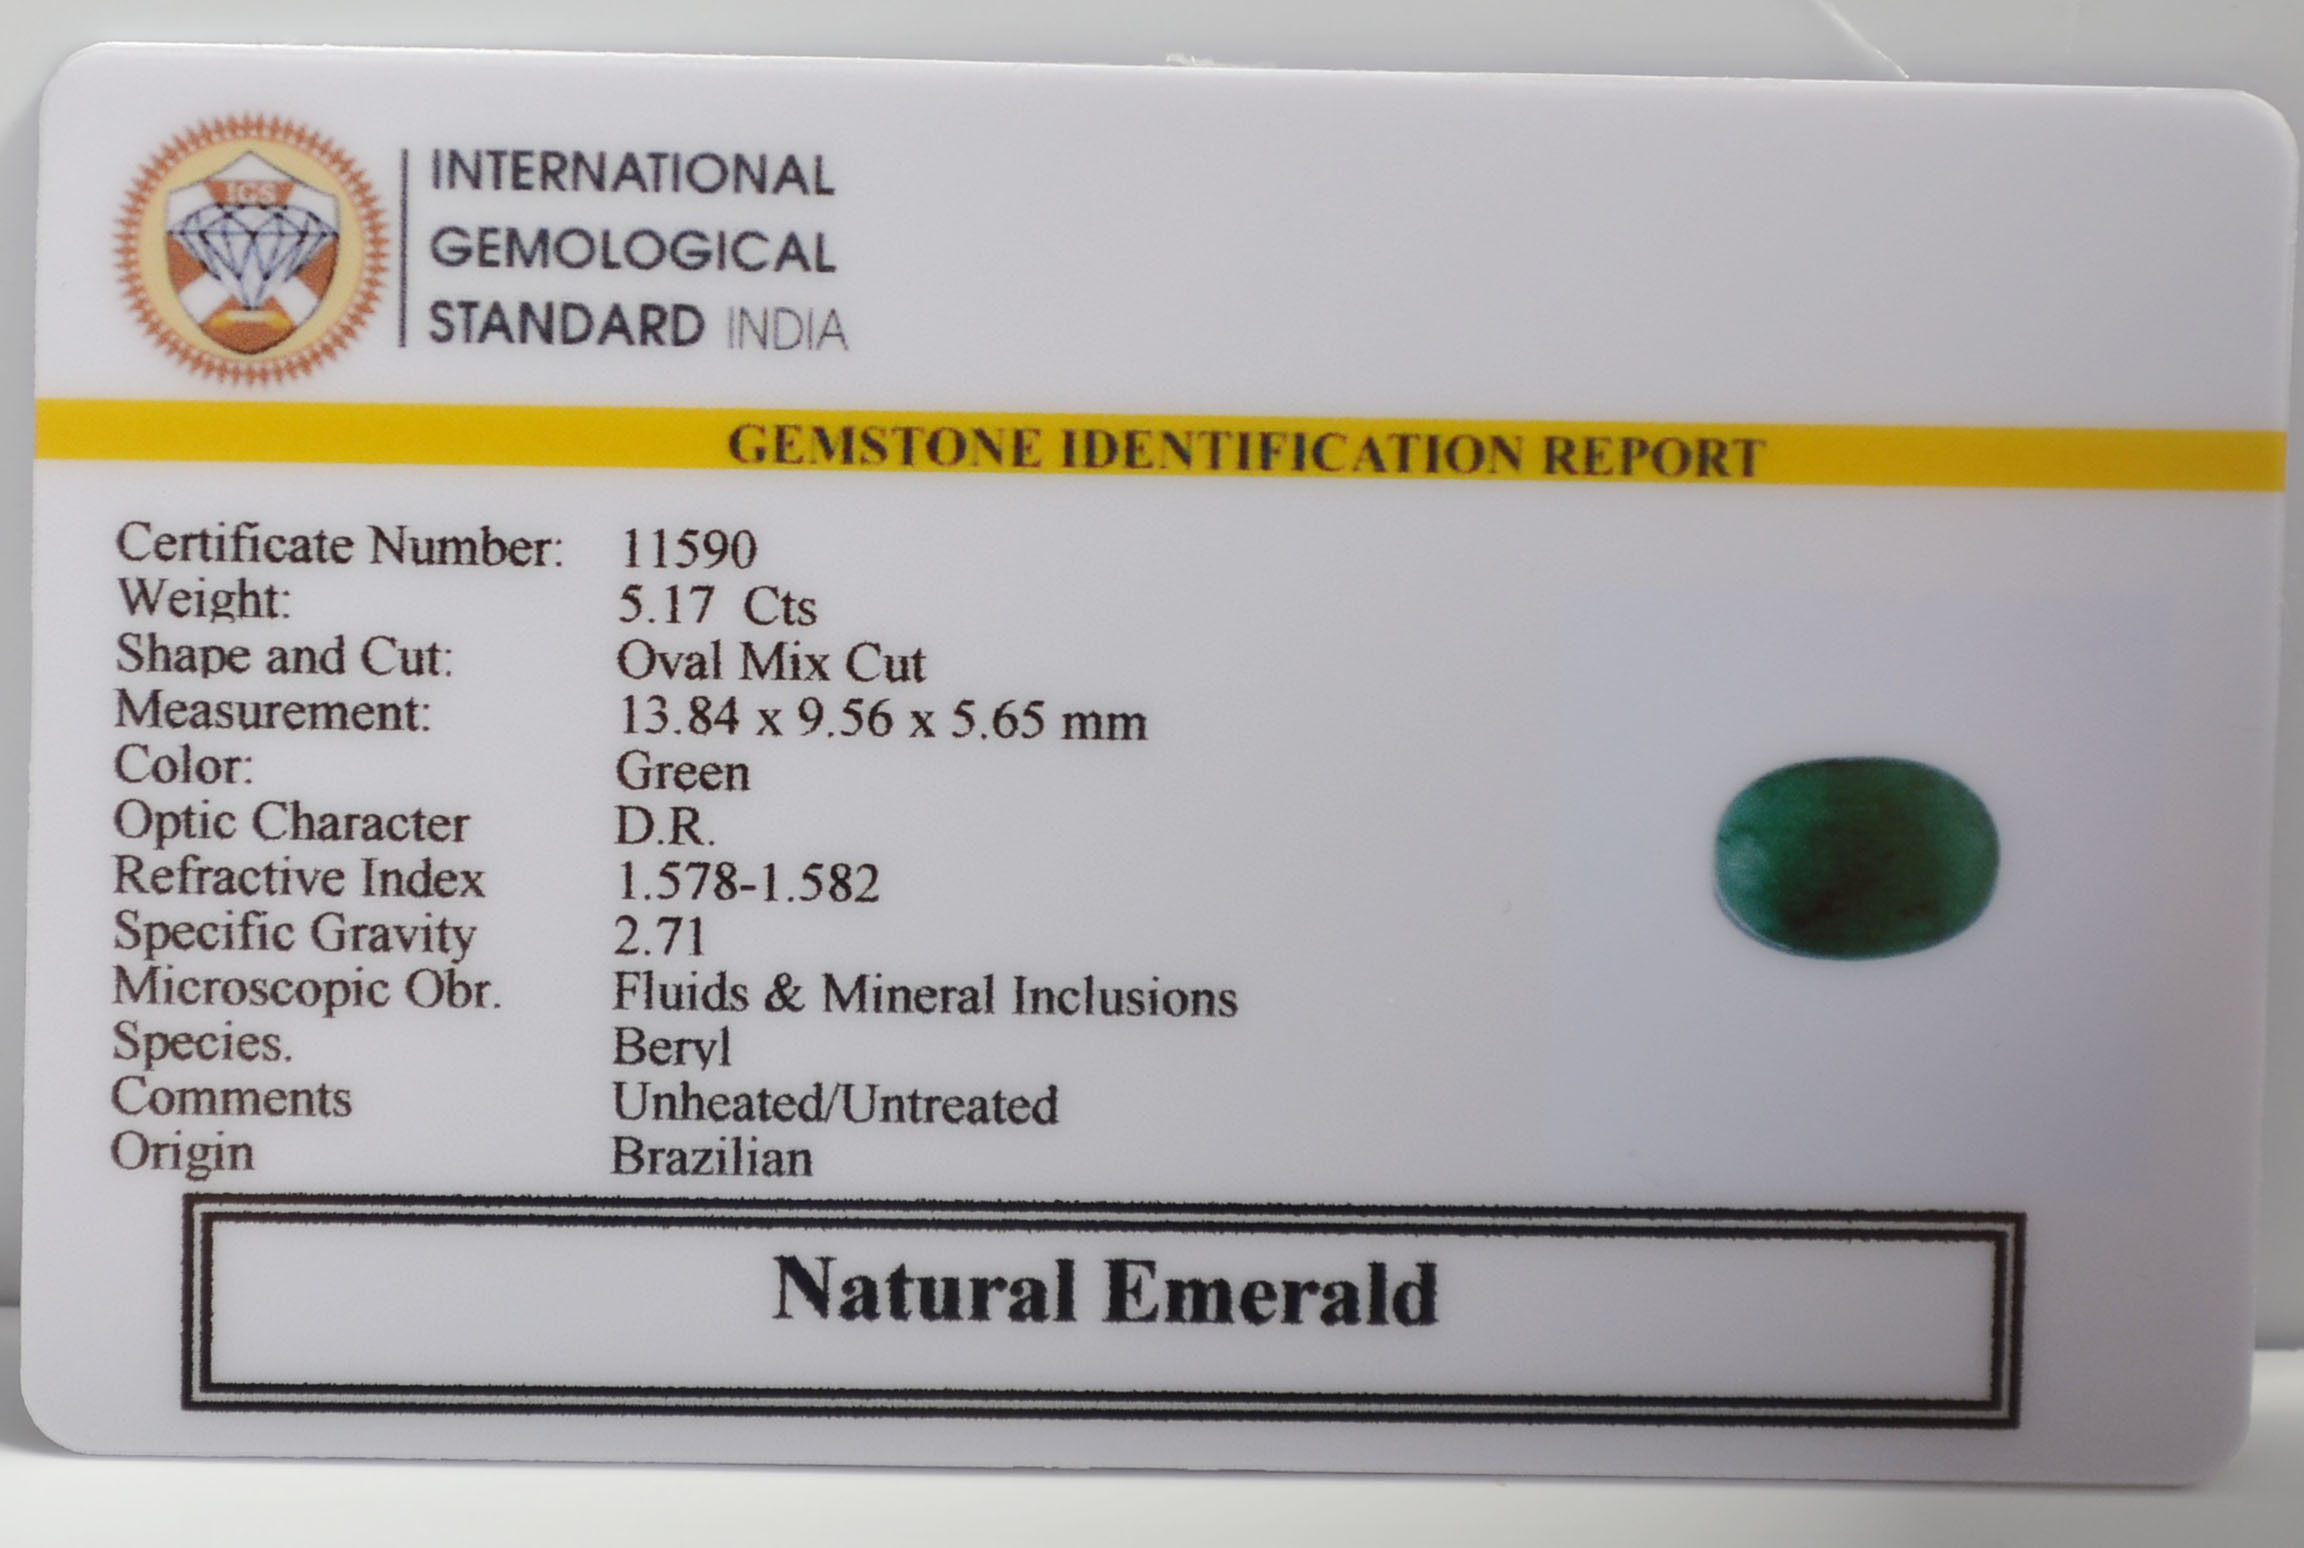 IGS
INTERNATIONAL
GEMOLOGICAL
STANDARD INDIA
GEMSTONE IDENTIFICATION REPORT
Certificate Number: 11590
Weight: 5.17 Cts
Shape and Cut: Oval Mix Cut
Measurement: 13.84 x 9.56 x 5.65 mm
Color: Green
Optic Character D.R.
Refractive Index 1.578-1.582
Specific Gravity 2.71
Microscopic Obr. Fluids & Mineral Inclusions
Species. Beryl
Comments Unheated/Untreated
Origin Brazilian
Natural Emerald